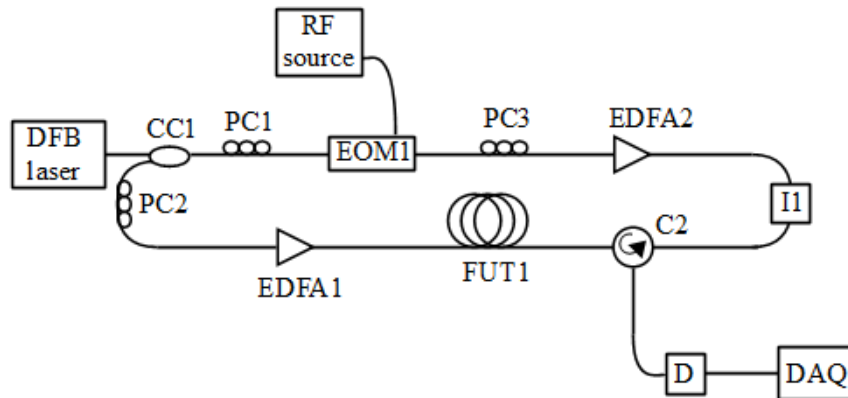 RF
source
EDFA2
PC3
PC1
CC1
DFB
laser
EOM1
I1
PC2
C2
EDFA1
FUT1
D
DAQ